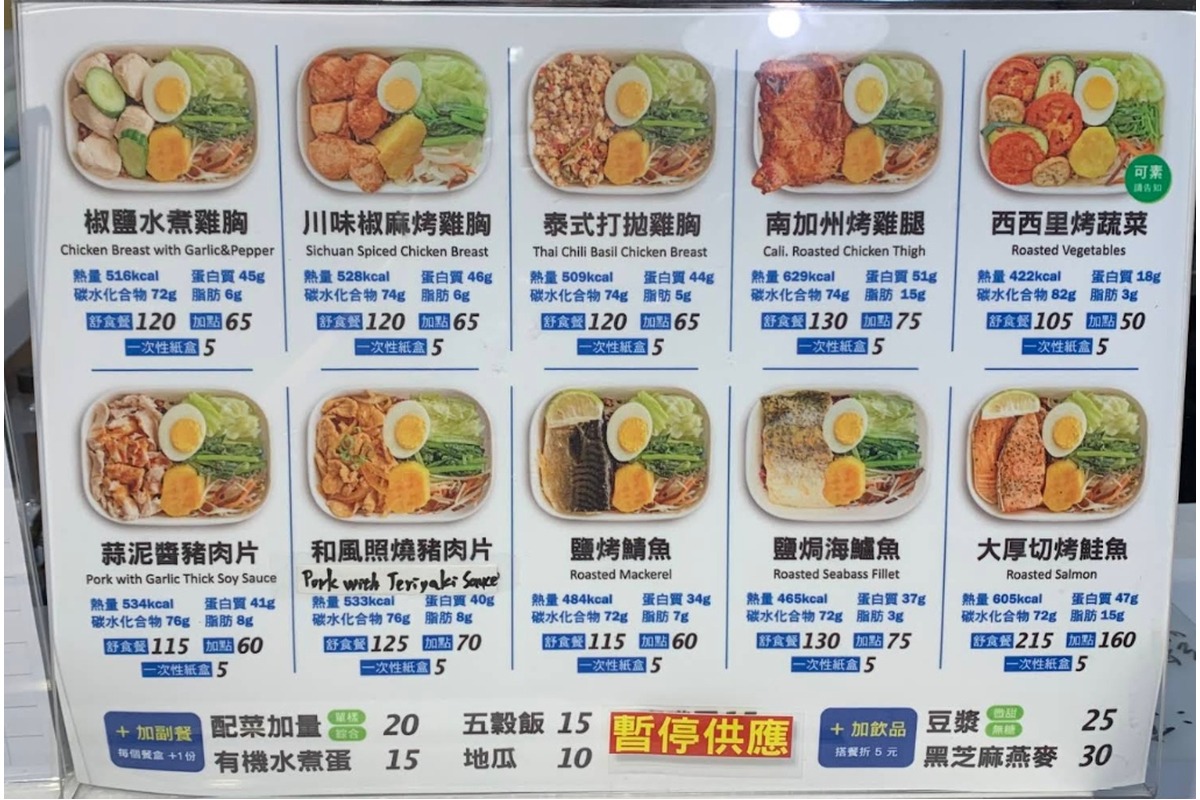 椒鹽水煮雞胸
Chicken Breast with Garlic&Pepper
熱量 516kcal 蛋白質 45g
碳水化合物 72g 脂肪 6g
舒食餐 120 加點 65
一次性紙盒 5
川味椒麻烤雞胸
Sichuan Spiced Chicken Breast
熱量 528kcal 蛋白質 46g
碳水化合物 74g 脂肪 6g
舒食餐 120 加點 65
一次性紙盒 5
泰式打拋雞胸
Thai Chili Basil Chicken Breast
熱量 509kcal 蛋白質 44g
碳水化合物 74g 脂肪 5g
舒食餐 120 加點 65
一次性紙盒 5
南加州烤雞腿
Cali. Roasted Chicken Thigh
熱量 629kcal 蛋白質 51g
碳水化合物 74g 脂肪 15g
舒食餐 130 加點 75
一次性紙盒 5
可素
請告知
西西里烤蔬菜
Roasted Vegetables
熱量 422kcal 蛋白質 18g
碳水化合物 82g 脂肪 3g
舒食餐 105 加點 50
一次性紙盒 5
蒜泥醬豬肉片
Pork with Garlic Thick Soy Sauce
熱量 534kcal 蛋白質 41g
碳水化合物 76g 脂肪 8g
舒食餐 115 加點 60
一次性紙盒 5
和風照燒豬肉片
Pork with Teriyaki Sauce
熱量 533kcal 蛋白質 40g
碳水化合物 76g 脂肪 8g
舒食餐 125 加點 70
一次性紙盒 5
鹽烤鯖魚
Roasted Mackerel
熱量 484kcal 蛋白質 34g
碳水化合物 72g 脂肪 7g
舒食餐 115 加點 60
一次性紙盒 5
鹽焗海鱸魚
Roasted Seabass Fillet
熱量 465kcal 蛋白質 37g
碳水化合物 72g 脂肪 3g
舒食餐 130 加點 75
一次性紙盒 5
大厚切烤鮭魚
Roasted Salmon
熱量 605kcal 蛋白質 47g
碳水化合物 72g 脂肪 15g
舒食餐 215 加點 160
一次性紙盒 5
+ 加副餐
每個餐盒 +1份
配菜加量 單樣 綜合 20
有機水煮蛋 15
五穀飯 15
地瓜 10
暫停供應
+ 加飲品
搭餐折 5 元
豆漿 微甜 無糖 25
黑芝麻燕麥 30